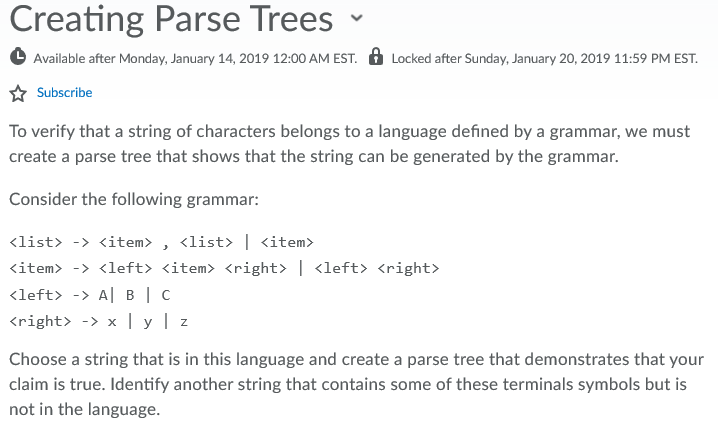 Creating Parse Trees
Available after Monday, January 14, 2019 12:00 AM EST. Locked after Sunday, January 20, 2019 11:59 PM EST.
Subscribe
To verify that a string of characters belongs to a language defined by a grammar, we must
create a parse tree that shows that the string can be generated by the grammar.
Consider the following grammar:
<list> -> <item> , <list> | <item>
<item> -> <left> <item> <right> | <left> <right>
<left> -> A| B | C
<right> -> x | y | z
Choose a string that is in this language and create a parse tree that demonstrates that your
claim is true. Identify another string that contains some of these terminals symbols but is
not in the language.